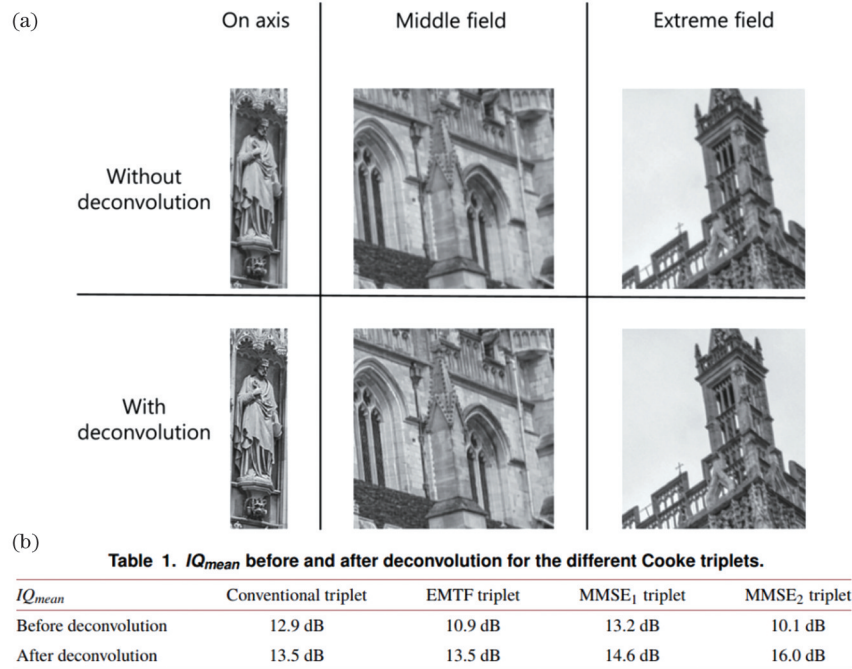 (a)
On axis Middle field Extreme field
Without
deconvolution
With
deconvolution
(b)
Table 1. IQmean before and after deconvolution for the different Cooke triplets.
IQmean Conventional triplet EMTF triplet MMSE1 triplet MMSE2 triplet
Before deconvolution 12.9 dB 10.9 dB 13.2 dB 10.1 dB
After deconvolution 13.5 dB 13.5 dB 14.6 dB 16.0 dB